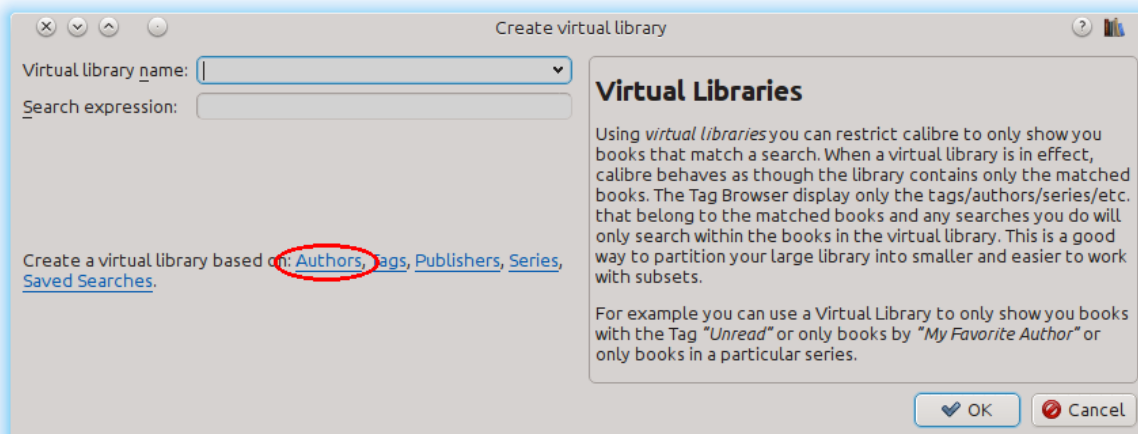 Create virtual library
Virtual library name:
Search expression:
Create a virtual library based on: Authors, Tags, Publishers, Series,
Saved Searches.
Virtual Libraries
Using virtual libraries you can restrict calibre to only show you
books that match a search. When a virtual library is in effect,
calibre behaves as though the library contains only the matched
books. The Tag Browser display only the tags/authors/series/etc.
that belong to the matched books and any searches you do will
only search within the books in the virtual library. This is a good
way to partition your large library into smaller and easier to work
with subsets.
For example you can use a Virtual Library to only show you books
with the Tag “Unread” or only books by “My Favorite Author” or
only books in a particular series.
OK
Cancel